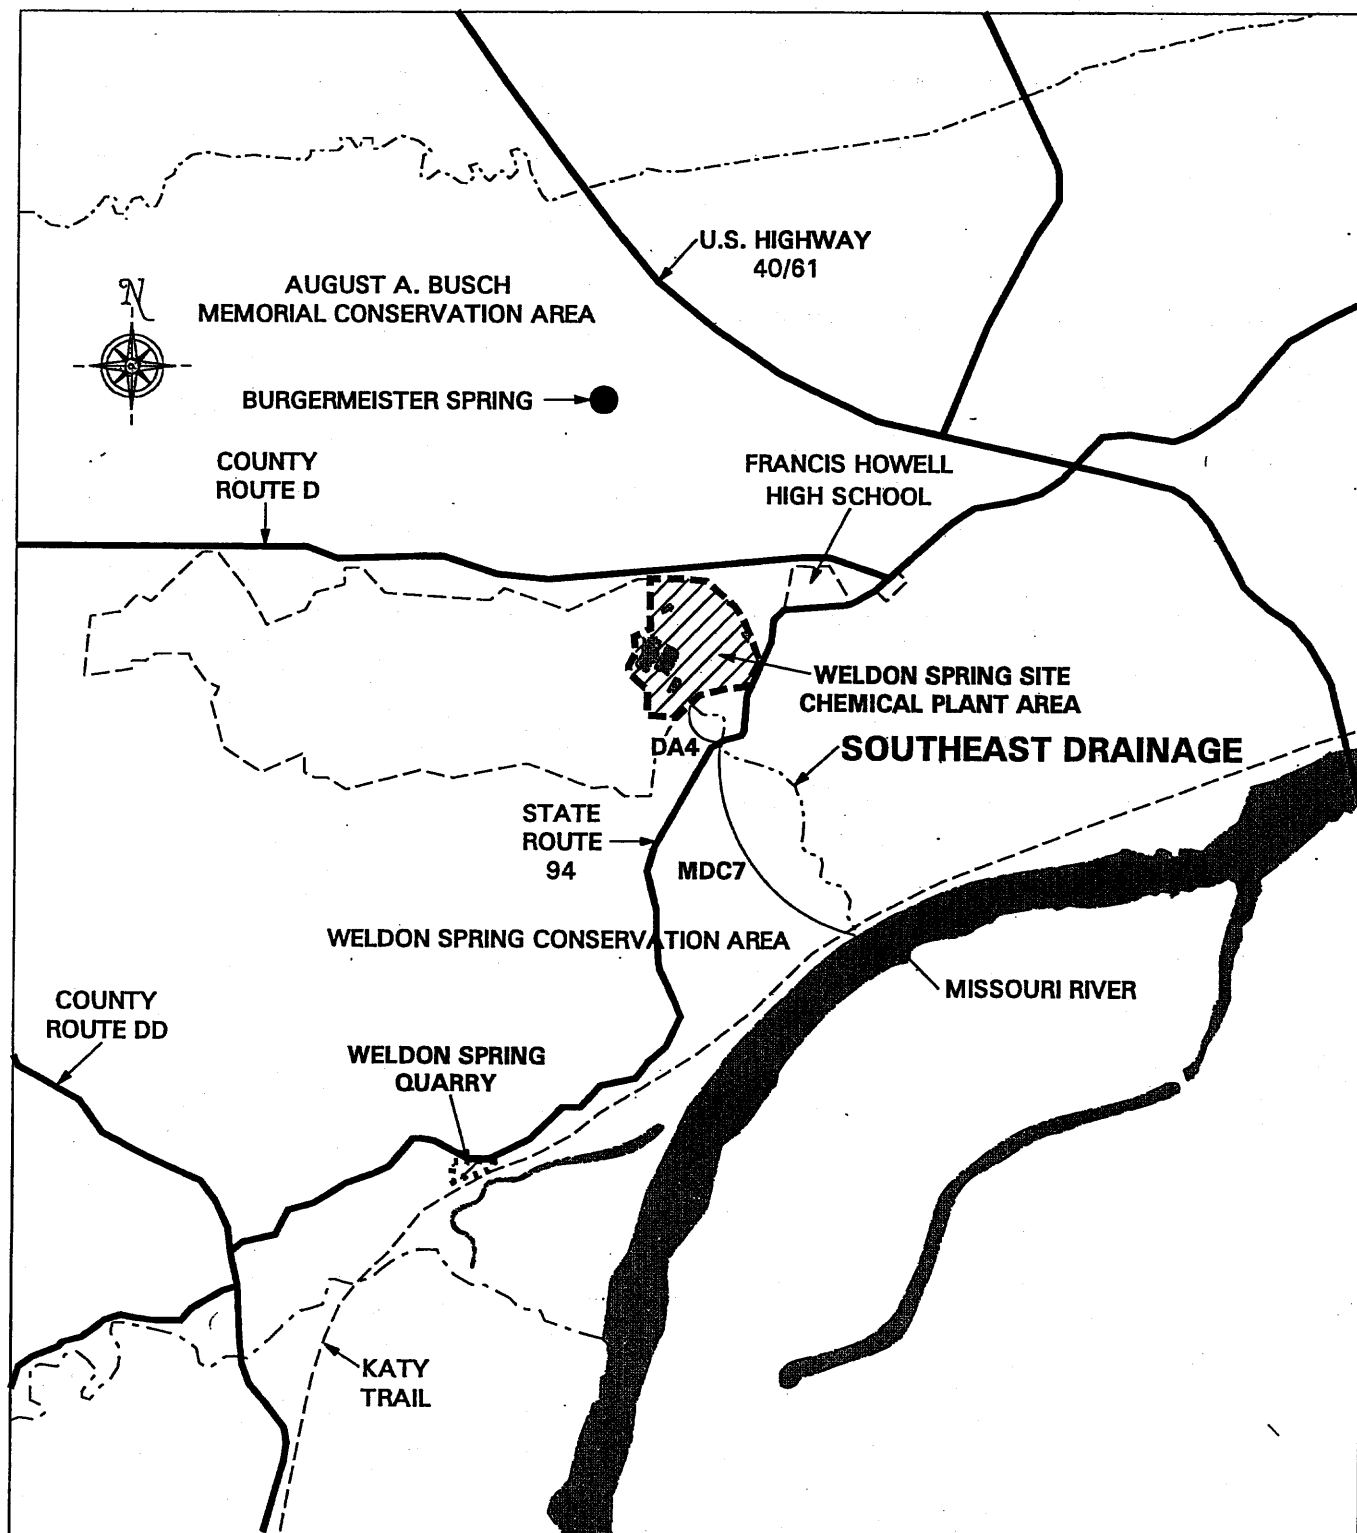 U.S. HIGHWAY
40/61
N
AUGUST A. BUSCH
MEMORIAL CONSERVATION AREA
BURGERMEISTER SPRING
COUNTY
ROUTE D
FRANCIS HOWELL
HIGH SCHOOL
WELDON SPRING SITE
CHEMICAL PLANT AREA
DA4
SOUTHEAST DRAINAGE
STATE
ROUTE
94
MDC7
WELDON SPRING CONSERVATION AREA
MISSOURI RIVER
COUNTY
ROUTE DD
WELDON SPRING
QUARRY
KATY
TRAIL